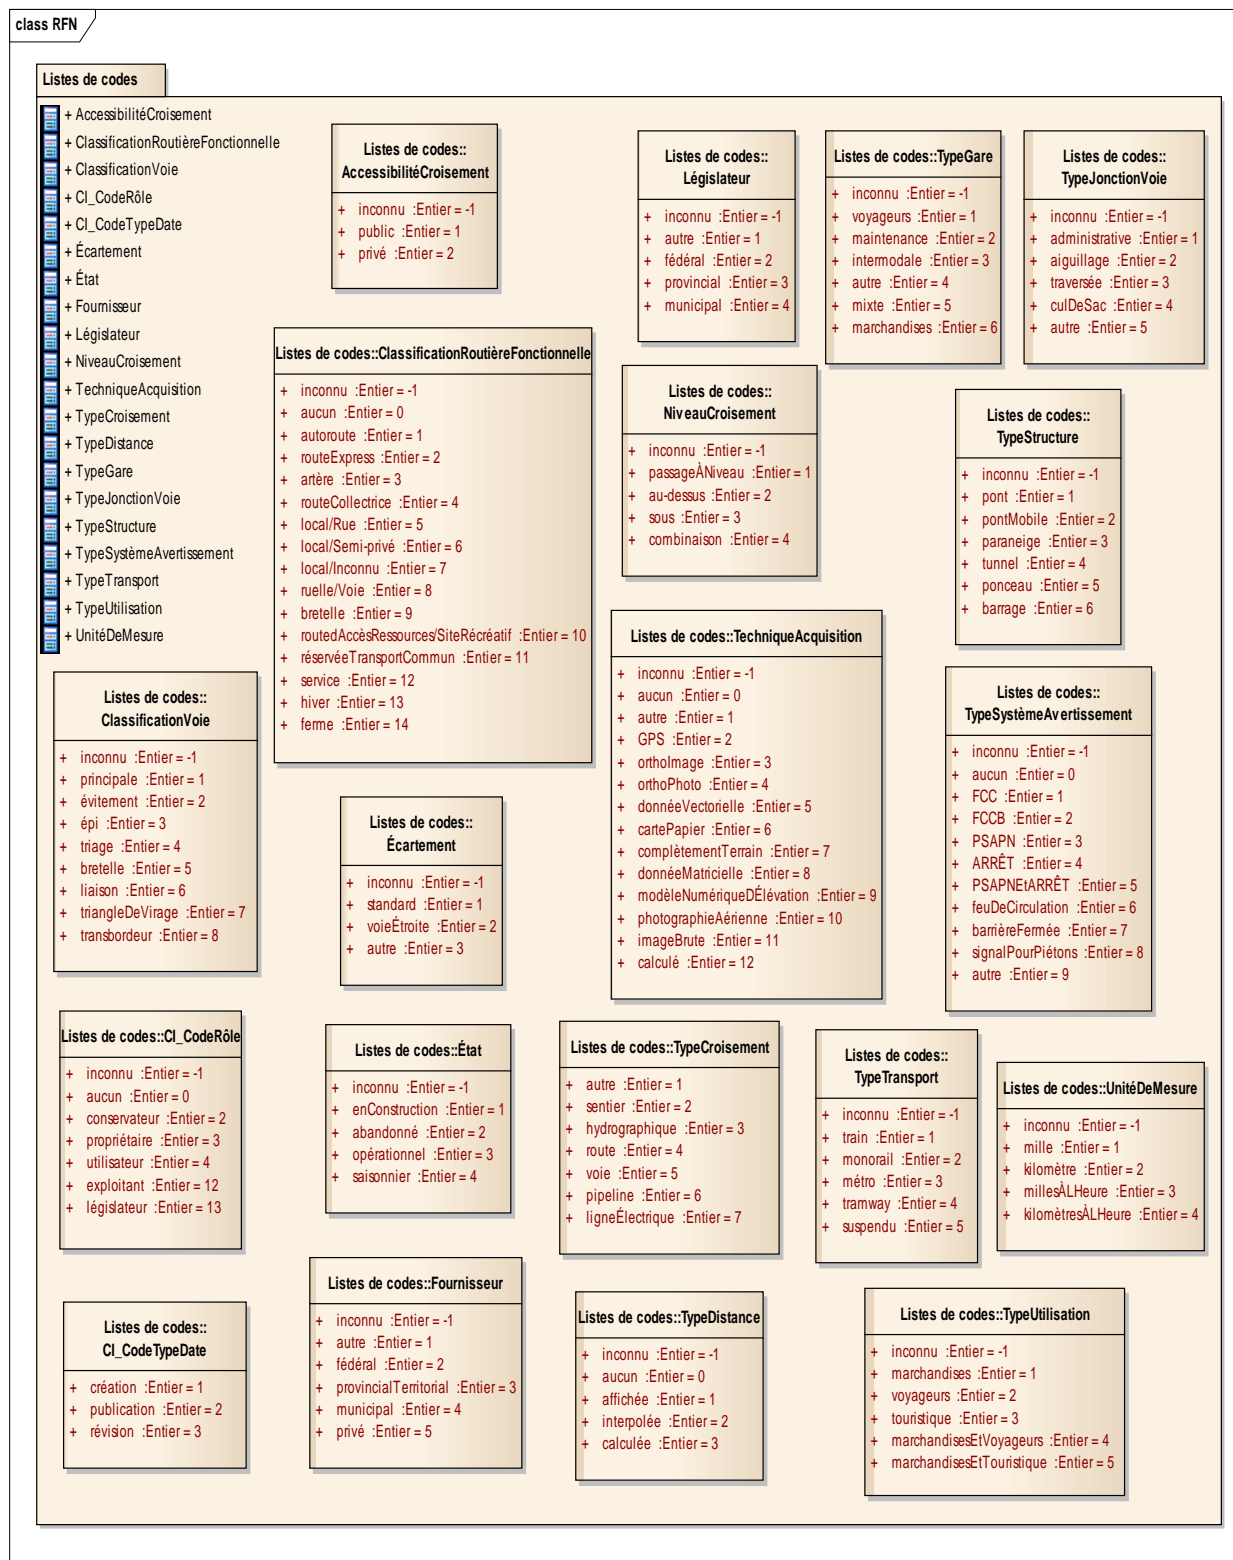 class RFN
Listes de codes
+ AccessibilitéCroisement
+ ClassificationRoutièreFonctionnelle
+ ClassificationVoie
+ CI_CodeRôle
+ CI_CodeTypeDate
+ Écartement
+ État
+ Fournisseur
+ Législateur
+ NiveauCroisement
+ TechniqueAcquisition
+ TypeCroisement
+ TypeDistance
+ TypeGare
+ TypeJonctionVoie
+ TypeStructure
+ TypeSystèmeAvertissement
+ TypeTransport
+ TypeUtilisation
+ UnitéDeMesure
Listes de codes::
AccessibilitéCroisement
+ inconnu :Entier = -1
+ public :Entier = 1
+ privé :Entier = 2
Listes de codes::
Législateur
+ inconnu :Entier = -1
+ autre :Entier = 1
+ fédéral :Entier = 2
+ provincial :Entier = 3
+ municipal :Entier = 4
Listes de codes::TypeGare
+ inconnu :Entier = -1
+ voyageurs :Entier = 1
+ maintenance :Entier = 2
+ intermodale :Entier = 3
+ autre :Entier = 4
+ mixte :Entier = 5
+ marchandises :Entier = 6
Listes de codes::
TypeJonctionVoie
+ inconnu :Entier = -1
+ administrative :Entier = 1
+ aiguillage :Entier = 2
+ traversée :Entier = 3
+ culDeSac :Entier = 4
+ autre :Entier = 5
Listes de codes::ClassificationRoutièreFonctionnelle
+ inconnu :Entier = -1
+ aucun :Entier = 0
+ autoroute :Entier = 1
+ routeExpress :Entier = 2
+ artère :Entier = 3
+ routeCollectrice :Entier = 4
+ local/Rue :Entier = 5
+ local/Semi-privé :Entier = 6
+ local/Inconnu :Entier = 7
+ ruelle/Voie :Entier = 8
+ bretelle :Entier = 9
+ routedAccèsRessources/SiteRécréatif :Entier = 10
+ réservéeTransportCommun :Entier = 11
+ service :Entier = 12
+ hiver :Entier = 13
+ ferme :Entier = 14
Listes de codes::
NiveauCroisement
+ inconnu :Entier = -1
+ passageÀNiveau :Entier = 1
+ au-dessus :Entier = 2
+ sous :Entier = 3
+ combinaison :Entier = 4
Listes de codes::
TypeStructure
+ inconnu :Entier = -1
+ pont :Entier = 1
+ pontMobile :Entier = 2
+ paraneige :Entier = 3
+ tunnel :Entier = 4
+ ponceau :Entier = 5
+ barrage :Entier = 6
Listes de codes::TechniqueAcquisition
+ inconnu :Entier = -1
+ aucun :Entier = 0
+ autre :Entier = 1
+ GPS :Entier = 2
+ orthoImage :Entier = 3
+ orthoPhoto :Entier = 4
+ donnéeVectorielle :Entier = 5
+ cartePapier :Entier = 6
+ complètementTerrain :Entier = 7
+ donnéeMatricielle :Entier = 8
+ modèleNumériqueDÉlévation :Entier = 9
+ photographieAérienne :Entier = 10
+ imageBrute :Entier = 11
+ calculé :Entier = 12
Listes de codes::
ClassificationVoie
+ inconnu :Entier = -1
+ principale :Entier = 1
+ évitement :Entier = 2
+ épi :Entier = 3
+ triage :Entier = 4
+ bretelle :Entier = 5
+ liaison :Entier = 6
+ triangleDeVirage :Entier = 7
+ transbordeur :Entier = 8
Listes de codes::
TypeSystèmeAvertissement
+ inconnu :Entier = -1
+ aucun :Entier = 0
+ FCC :Entier = 1
+ FCCB :Entier = 2
+ PSAPN :Entier = 3
+ ARRÊT :Entier = 4
+ PSAPNEtARRÊT :Entier = 5
+ feuDeCirculation :Entier = 6
+ barrièreFermée :Entier = 7
+ signalPourPiétons :Entier = 8
+ autre :Entier = 9
Listes de codes::
Écartement
+ inconnu :Entier = -1
+ standard :Entier = 1
+ voieÉtroite :Entier = 2
+ autre :Entier = 3
Listes de codes::CI_CodeRôle
+ inconnu :Entier = -1
+ aucun :Entier = 0
+ conservateur :Entier = 2
+ propriétaire :Entier = 3
+ utilisateur :Entier = 4
+ exploitant :Entier = 12
+ législateur :Entier = 13
Listes de codes::État
+ inconnu :Entier = -1
+ enConstruction :Entier = 1
+ abandonné :Entier = 2
+ opérationnel :Entier = 3
+ saisonnier :Entier = 4
Listes de codes::TypeCroisement
+ autre :Entier = 1
+ sentier :Entier = 2
+ hydrographique :Entier = 3
+ route :Entier = 4
+ voie :Entier = 5
+ pipeline :Entier = 6
+ ligneÉlectrique :Entier = 7
Listes de codes::
TypeTransport
+ inconnu :Entier = -1
+ train :Entier = 1
+ monorail :Entier = 2
+ métro :Entier = 3
+ tramway :Entier = 4
+ suspendu :Entier = 5
Listes de codes::UnitéDeMesure
+ inconnu :Entier = -1
+ mille :Entier = 1
+ kilomètre :Entier = 2
+ millesÀLHeure :Entier = 3
+ kilomètresÀLHeure :Entier = 4
Listes de codes::
CI_CodeTypeDate
+ création :Entier = 1
+ publication :Entier = 2
+ révision :Entier = 3
Listes de codes::Fournisseur
+ inconnu :Entier = -1
+ autre :Entier = 1
+ fédéral :Entier = 2
+ provincialTerritorial :Entier = 3
+ municipal :Entier = 4
+ privé :Entier = 5
Listes de codes::TypeDistance
+ inconnu :Entier = -1
+ aucun :Entier = 0
+ affichée :Entier = 1
+ interpolée :Entier = 2
+ calculée :Entier = 3
Listes de codes::TypeUtilisation
+ inconnu :Entier = -1
+ marchandises :Entier = 1
+ voyageurs :Entier = 2
+ touristique :Entier = 3
+ marchandisesEtVoyageurs :Entier = 4
+ marchandisesEtTouristique :Entier = 5